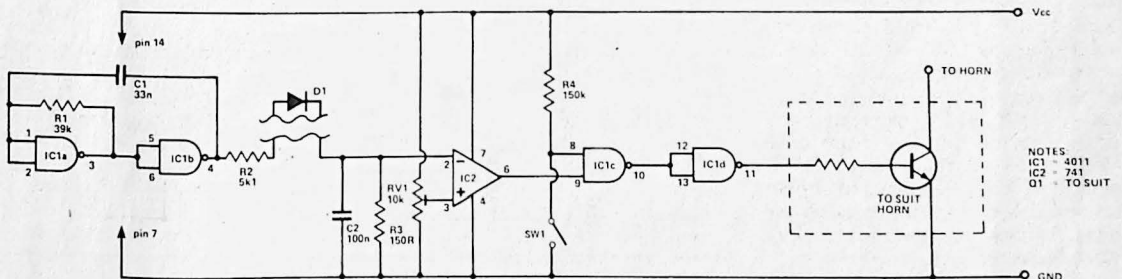 Vcc
pin 14
C1
33n
R1
39k
1
2
IC1a
3
5
6
IC1b
4
R2
5k1
D1
C2
100n
R3
150R
RV1
10k
2
3
−
+
IC2
7
4
6
R4
150k
SW1
8
9
IC1c
10
12
13
IC1d
11
TO HORN
TO SUIT
HORN
NOTES
IC1 = 4011
IC2 = 741
Q1 = TO SUIT
pin 7
GND